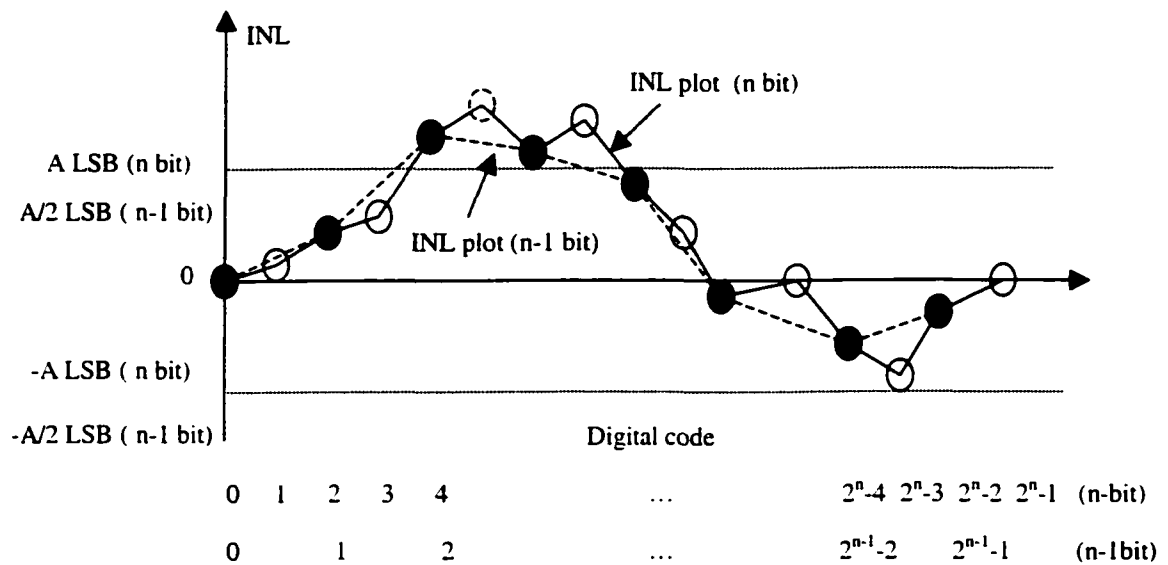 INL
INL plot (n bit)
A LSB (n bit)
A/2 LSB ( n-1 bit)
INL plot (n-1 bit)
0
-A LSB ( n bit)
-A/2 LSB ( n-1 bit)
Digital code
0 1 2 3 4 ... 2ⁿ-4 2ⁿ-3 2ⁿ-2 2ⁿ-1 (n-bit)
0 1 2 ... 2ⁿ⁻¹-2 2ⁿ⁻¹-1 (n-1bit)